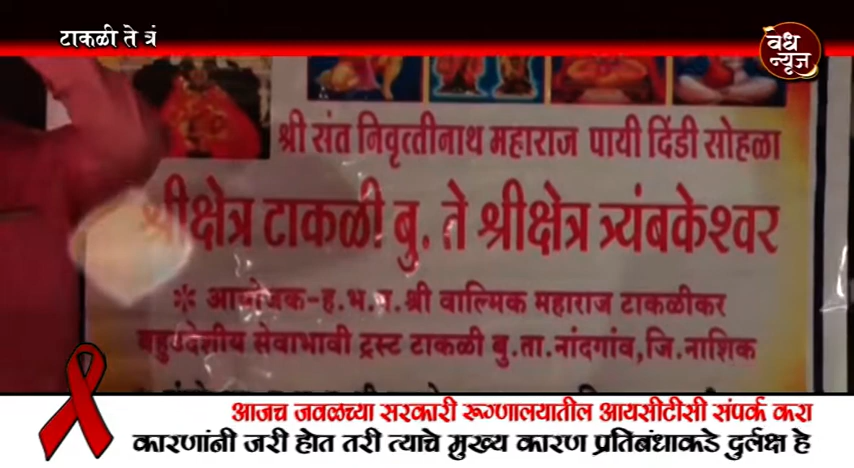 टाकळी ते त्रं
वेध न्यूज
श्री संत निवृत्तीनाथ महाराज पायी दिंडी सोहळा
श्रीक्षेत्र टाकळी बु. ते श्रीक्षेत्र त्र्यंबकेश्वर
आयोजक-ह.भ.प.श्री वाल्मिक महाराज टाकळीकर
बहुउदेशीय सेवाभावी ट्रस्ट टाकळी बु.ता.नांदगांव,जि.नाशिक
आजच जवळच्या सरकारी रूग्णालयातील आयसीटीसी संपर्क करा
कारणांनी जरी होत तरी त्याचे मुख्य कारण प्रतिबंधाकडे दुर्लक्ष हे